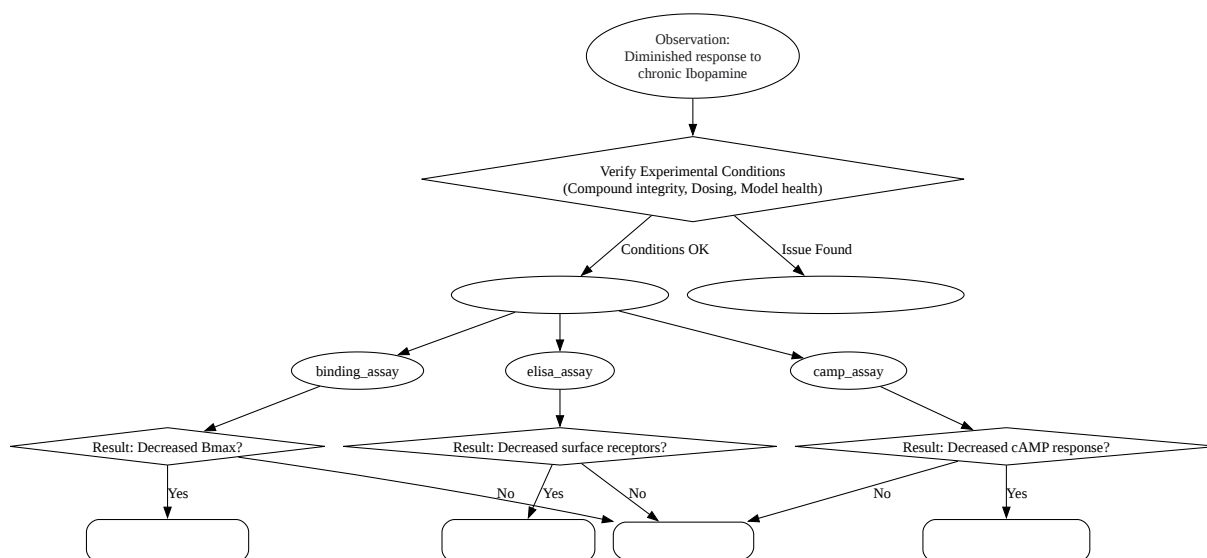 Observation:
Diminished response to
chronic Ibopamine
Verify Experimental Conditions
(Compound integrity, Dosing, Model health)
Conditions OK
Issue Found
binding_assay
elisa_assay
camp_assay
Result: Decreased Bmax?
Result: Decreased surface receptors?
Result: Decreased cAMP response?
Yes
No
Yes
No
No
Yes